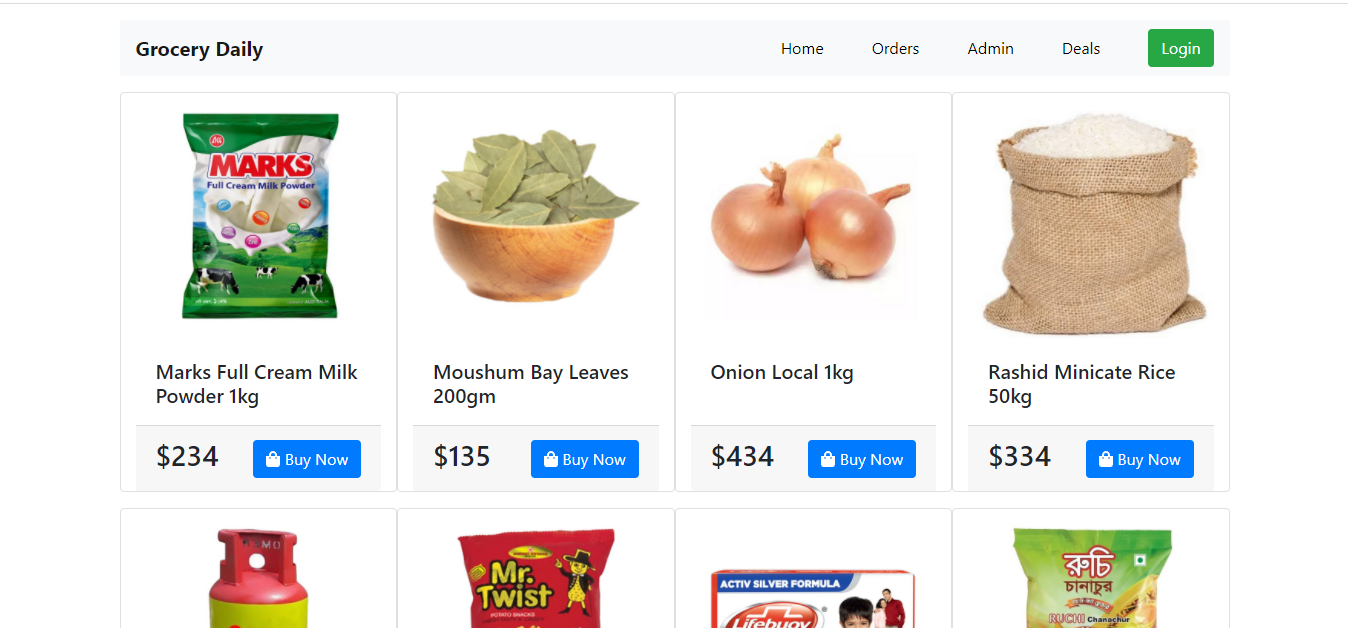 Grocery Daily
Home Orders Admin Deals Login
MARKS
Full Cream Milk Powder
Marks Full Cream Milk
Powder 1kg
Moushum Bay Leaves
200gm
Onion Local 1kg
Rashid Minicate Rice
50kg
$234 Buy Now
$135 Buy Now
$434 Buy Now
$334 Buy Now
Mr.
Twist
POTATO SNACKS
ACTIV SILVER FORMULA
Lifebuoy
রুচি
চানাচুর
RUCHI Chanachur